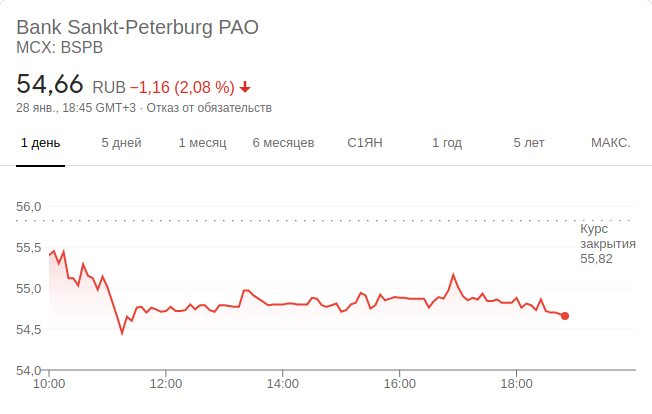 Bank Sankt-Peterburg PAO
MCX: BSPB
54,66 RUB −1,16 (2,08 %)
28 янв., 18:45 GMT+3 · Отказ от обязательств
1 день 5 дней 1 месяц 6 месяцев С1ЯН 1 год 5 лет МАКС.
56,0
Курс
закрытия
55,82
55,5
55,0
54,5
54,0
10:00 12:00 14:00 16:00 18:00